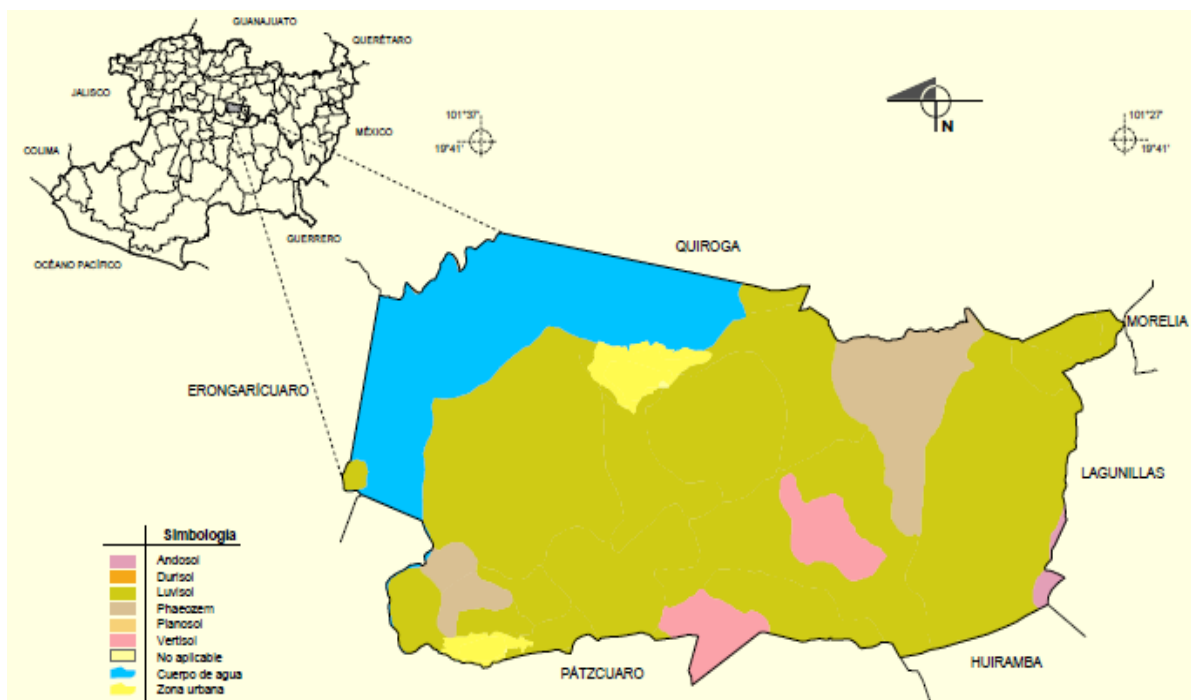 GUANAJUATO
QUERÉTARO
JALISCO
MÉXICO
COLIMA
GUERRERO
OCÉANO PACÍFICO
101°37'
19°41'
N
101°27'
19°41'
QUIROGA
MORELIA
ERONGARÍCUARO
LAGUNILLAS
HUIRAMBA
PÁTZCUARO
Simbología
Andosol
Durisol
Luvisol
Phaeozem
Planosol
Vertisol
No aplicable
Cuerpo de agua
Zona urbana